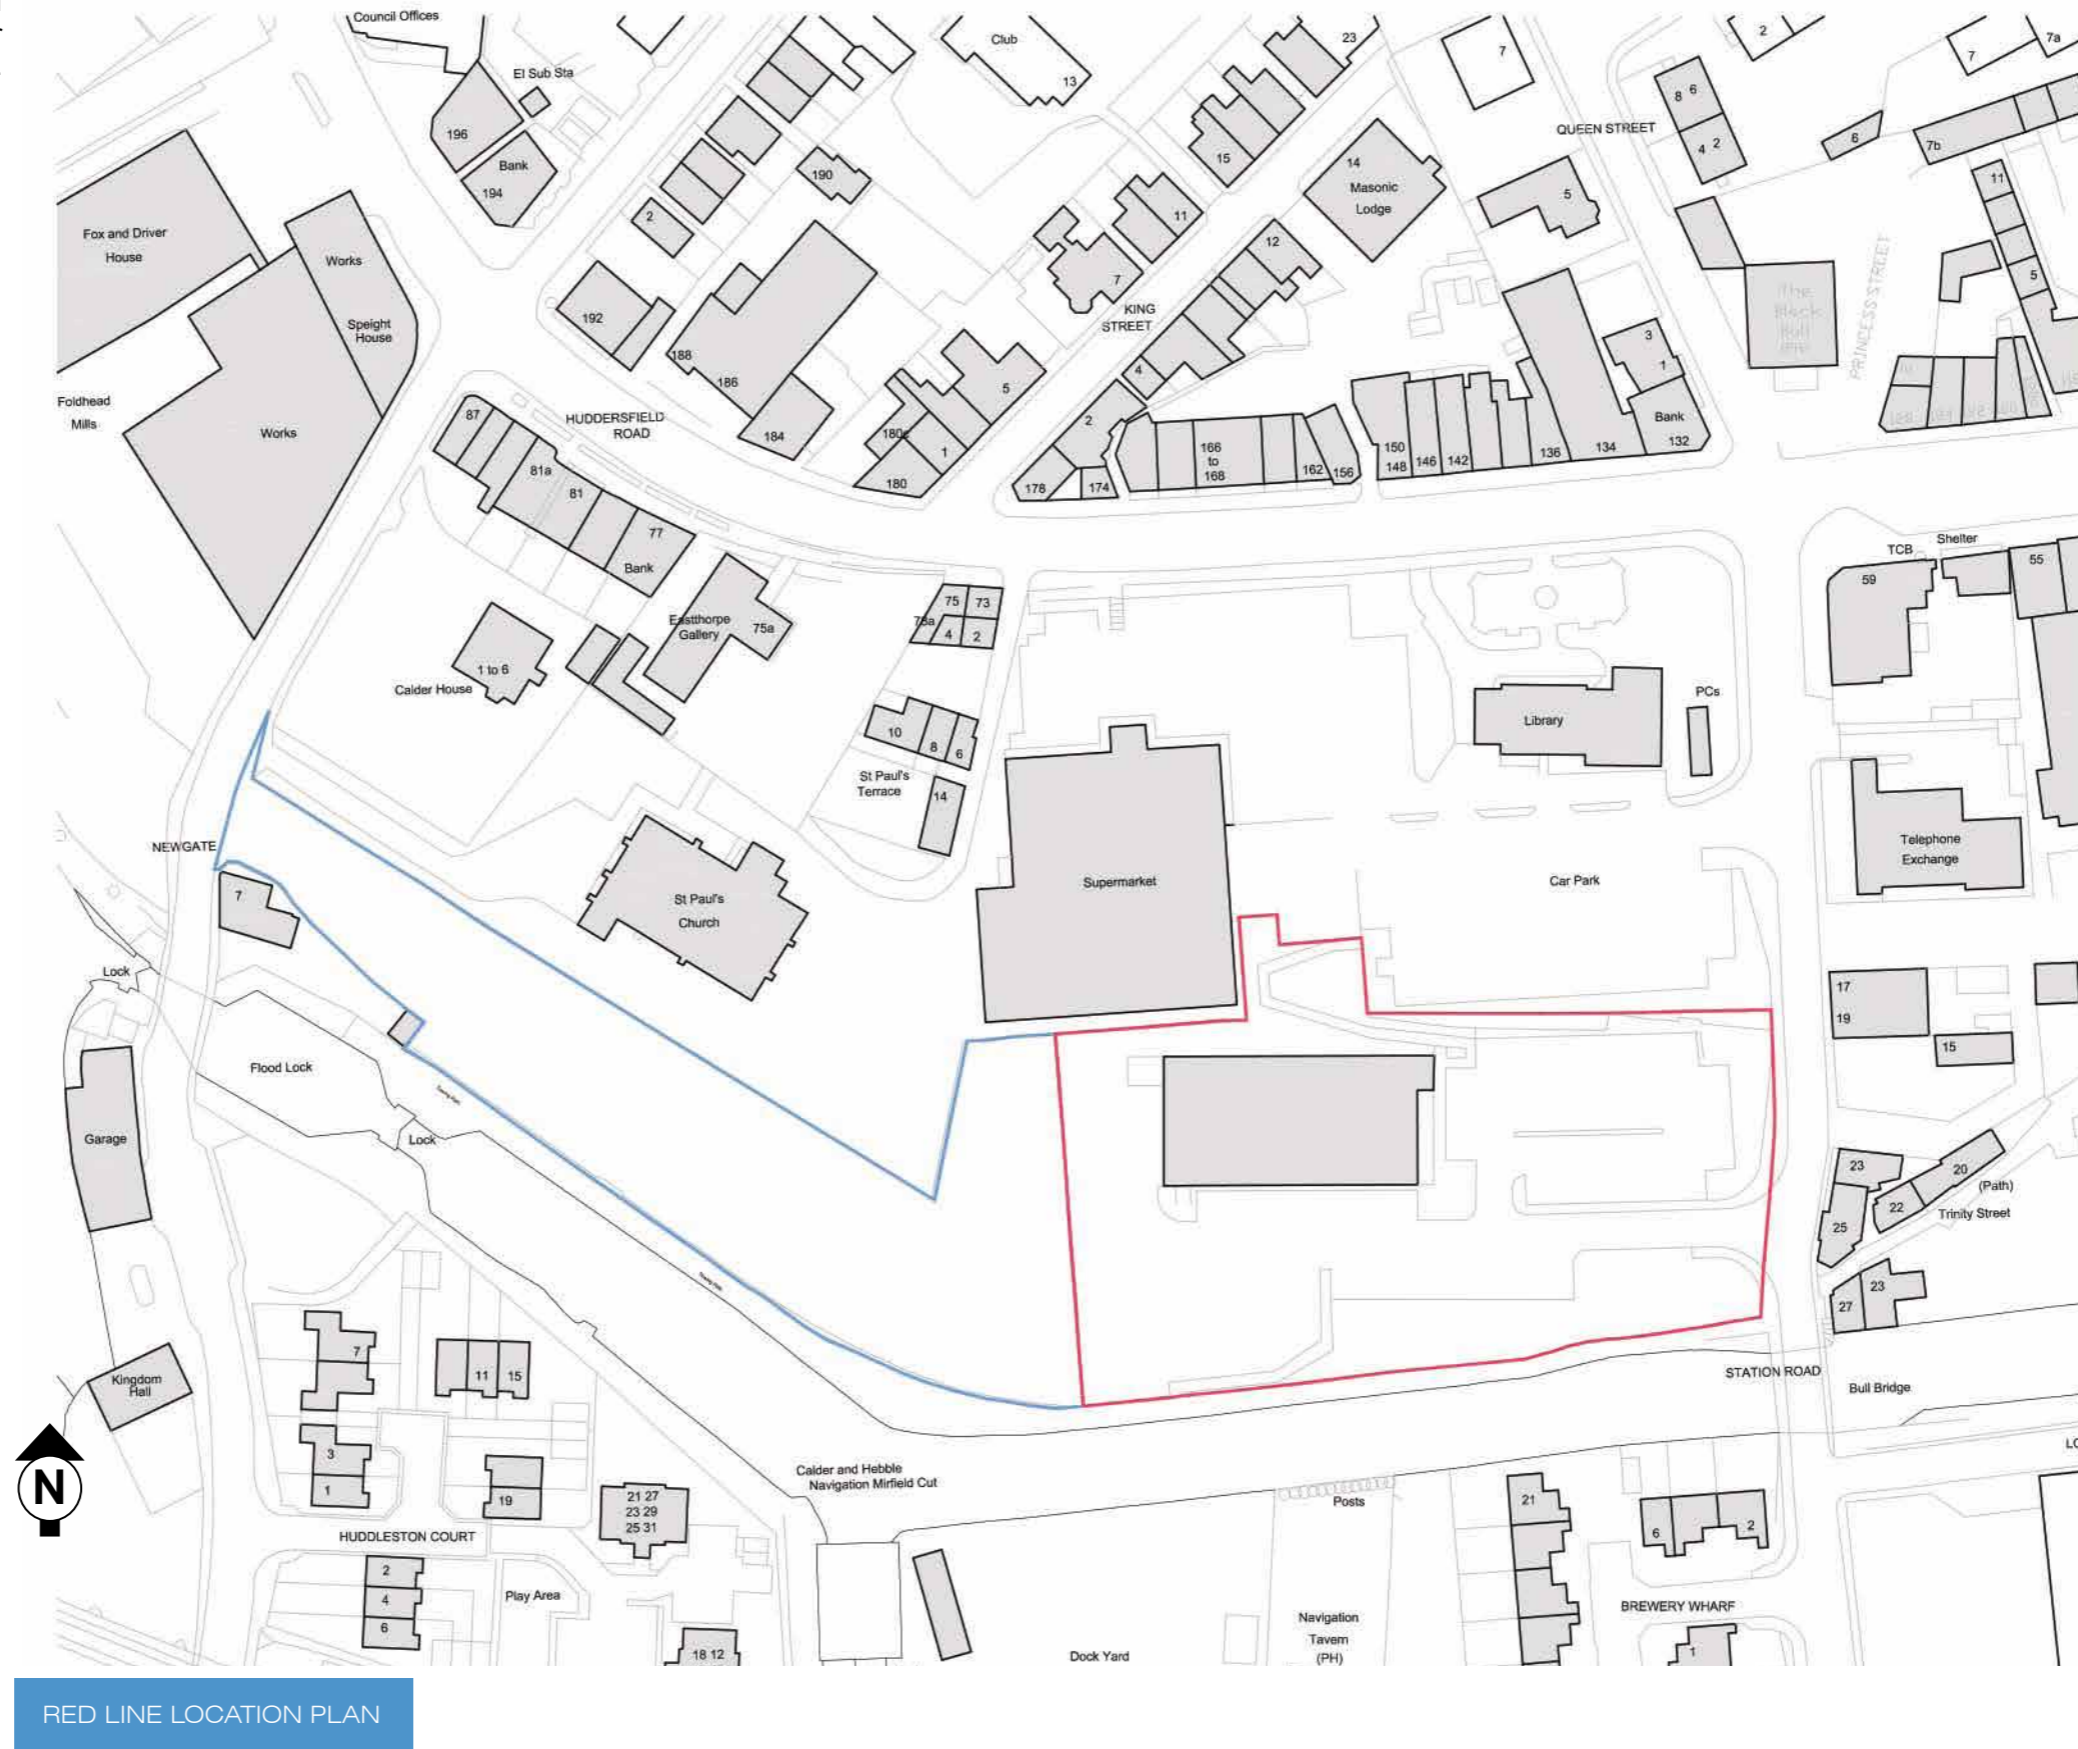 Council Offices
El Sub Sta
196
Bank
194
Club
13
23
15
190
2
11
7
14
Masonic
Lodge
12
7
QUEEN STREET
8 6
4 2
5
2
7
7a
6
7b
11
5
Fox and Driver
House
Works
Speight
House
Foldhead
Mills
Works
192
188
186
184
KING
STREET
4
5
180c
1
180
2
178
174
166
to
168
162
156
150
148
146
142
136
134
3
1
Bank
132
The
Black
Bull
(PH)
PRINCESS STREET
87
HUDDERSFIELD
ROAD
81a
81
77
Bank
Eastthorpe
Gallery
75a
75
73
4
2
1 to 6
Calder House
10
8
6
St Paul's
Terrace
14
Library
PCs
TCB
Shelter
59
55
Telephone
Exchange
Supermarket
Car Park
St Paul's
Church
NEWGATE
7
Lock
Flood Lock
Lock
Garage
17
19
15
23
20
(Path)
22
Trinity Street
25
23
27
STATION ROAD
Bull Bridge
Kingdom
Hall
7
11
15
3
1
19
21 27
23 29
25 31
HUDDLESTON COURT
2
4
6
Play Area
18 12
Calder and Hebble
Navigation Mirfield Cut
Posts
Dock Yard
Navigation
Tavern
(PH)
21
6
2
BREWERY WHARF
1
N
RED LINE LOCATION PLAN